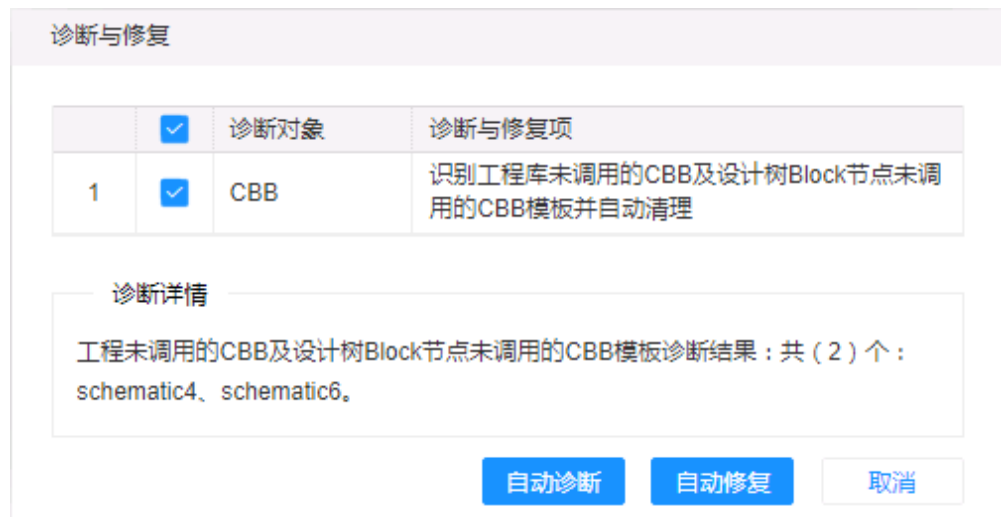 诊断与修复
诊断对象 诊断与修复项
1 CBB 识别工程库未调用的CBB及设计树Block节点未调
用的CBB模板并自动清理
诊断详情
工程未调用的CBB及设计树Block节点未调用的CBB模板诊断结果：共（2）个：
schematic4、schematic6。
自动诊断 自动修复 取消